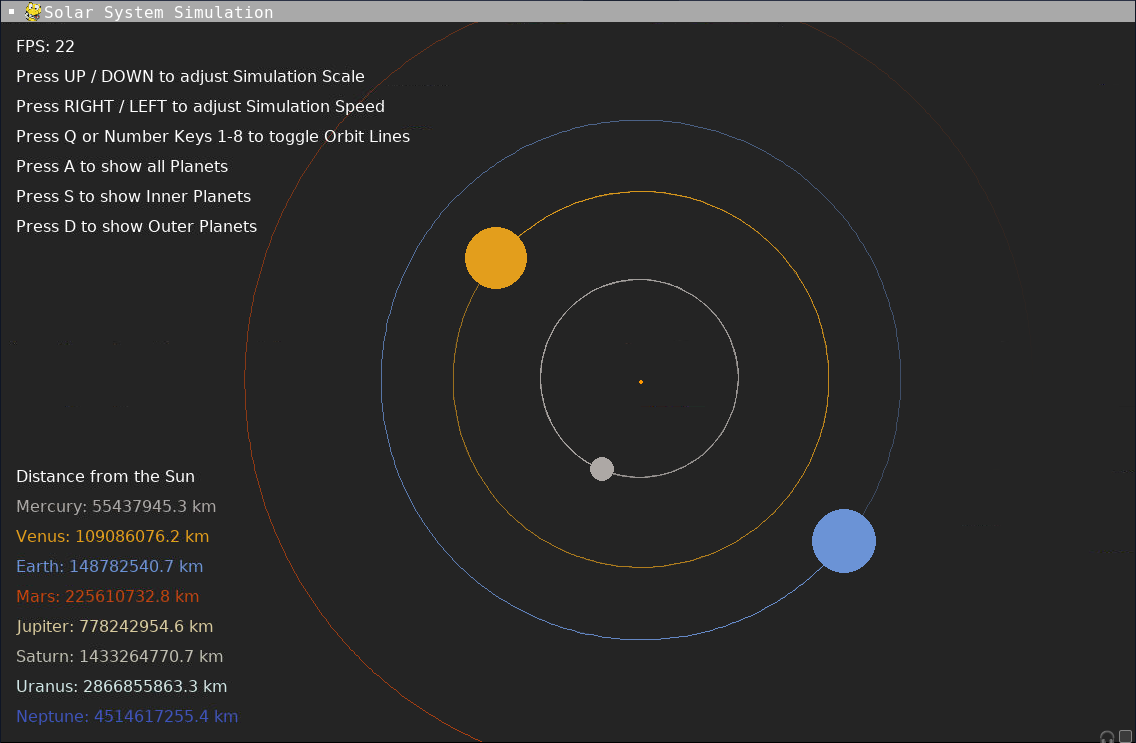 Solar System Simulation
FPS: 22
Press UP / DOWN to adjust Simulation Scale
Press RIGHT / LEFT to adjust Simulation Speed
Press Q or Number Keys 1-8 to toggle Orbit Lines
Press A to show all Planets
Press S to show Inner Planets
Press D to show Outer Planets
Distance from the Sun
Mercury: 55437945.3 km
Venus: 109086076.2 km
Earth: 148782540.7 km
Mars: 225610732.8 km
Jupiter: 778242954.6 km
Saturn: 1433264770.7 km
Uranus: 2866855863.3 km
Neptune: 4514617255.4 km